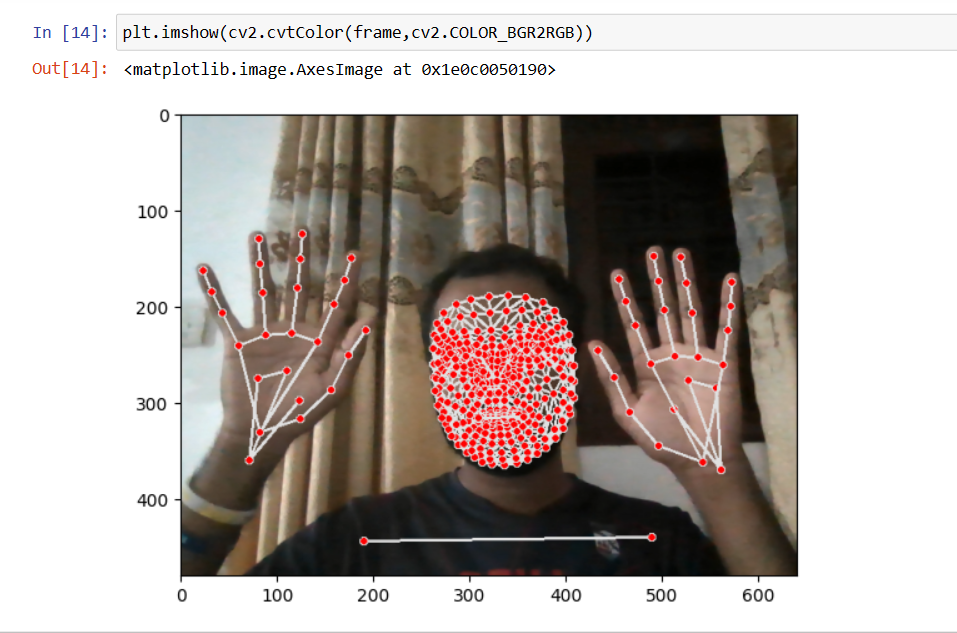 In [14]: plt.imshow(cv2.cvtColor(frame,cv2.COLOR_BGR2RGB))
Out[14]: <matplotlib.image.AxesImage at 0x1e0c0050190>
0
100
200
300
400
0 100 200 300 400 500 600